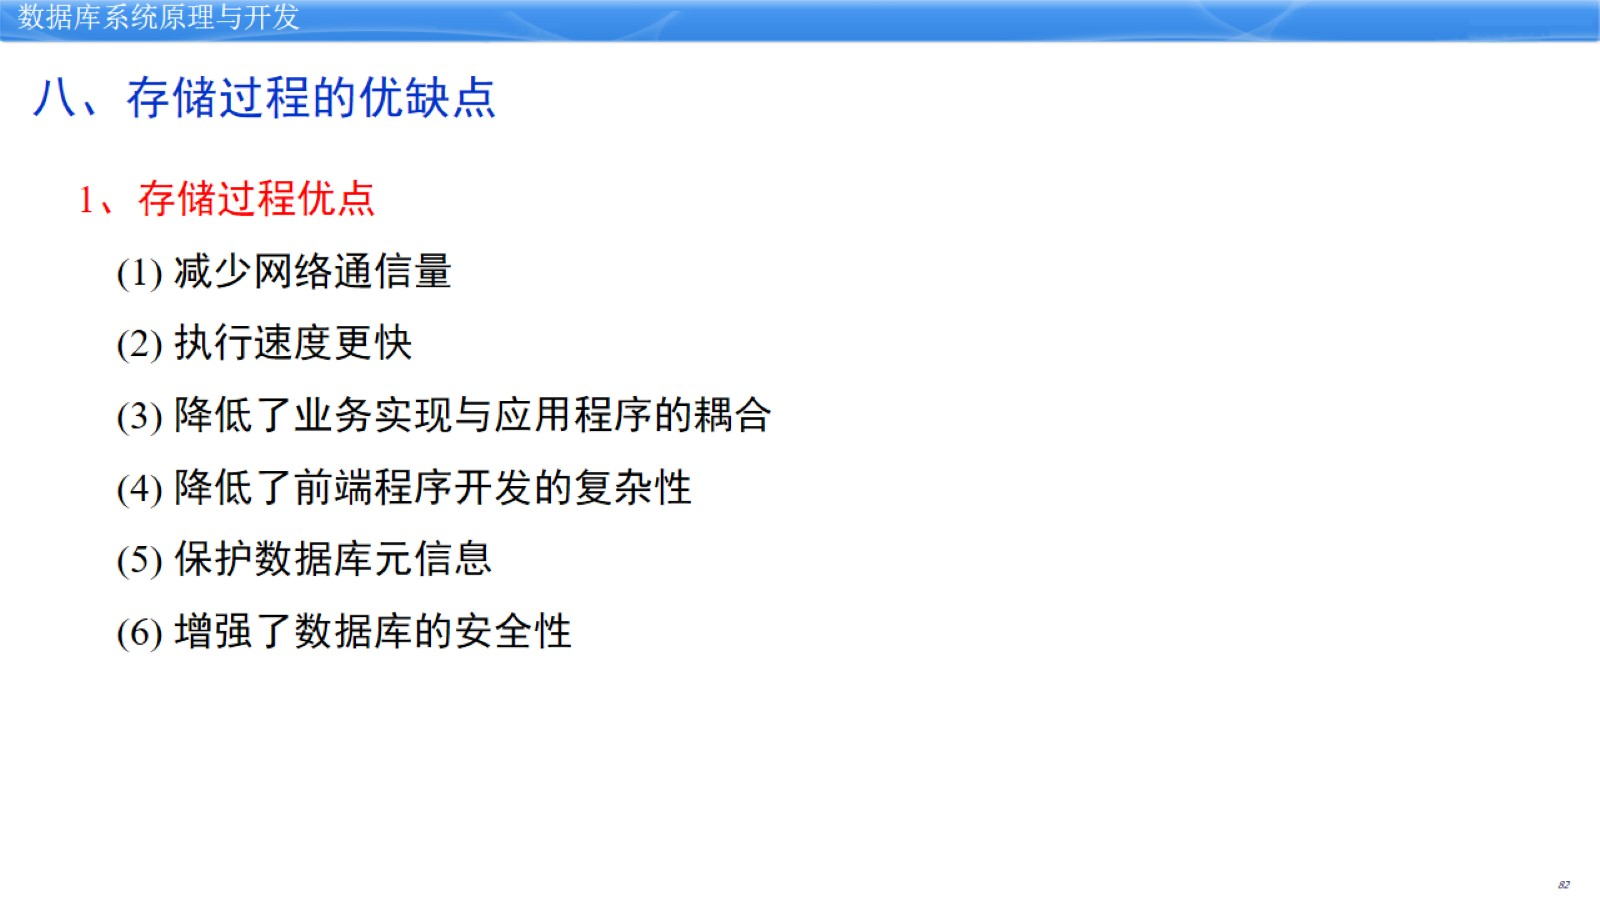 数据库系统原理与开发
八、存储过程的优缺点
1、存储过程优点
(1) 减少网络通信量
(2) 执行速度更快
(3) 降低了业务实现与应用程序的耦合
(4) 降低了前端程序开发的复杂性
(5) 保护数据库元信息
(6) 增强了数据库的安全性
82